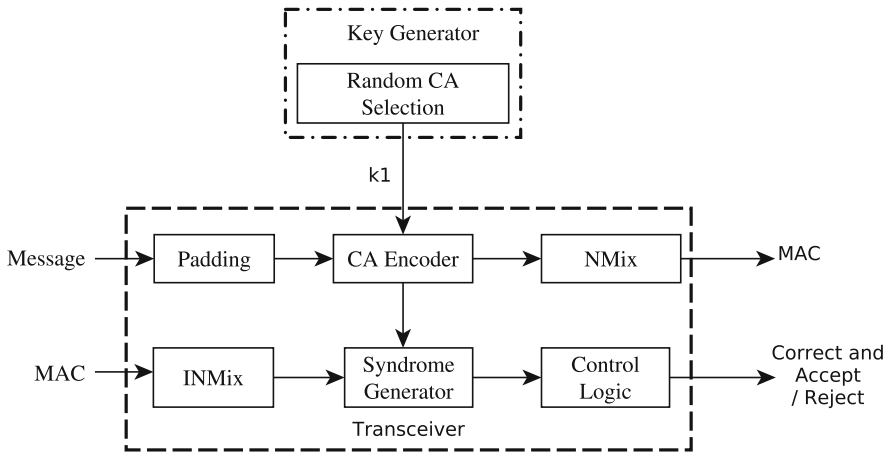 Key Generator
Random CA
Selection
k1
Message
Padding
CA Encoder
NMix
MAC
MAC
INMix
Syndrome
Generator
Control
Logic
Correct and
Accept
/ Reject
Transceiver